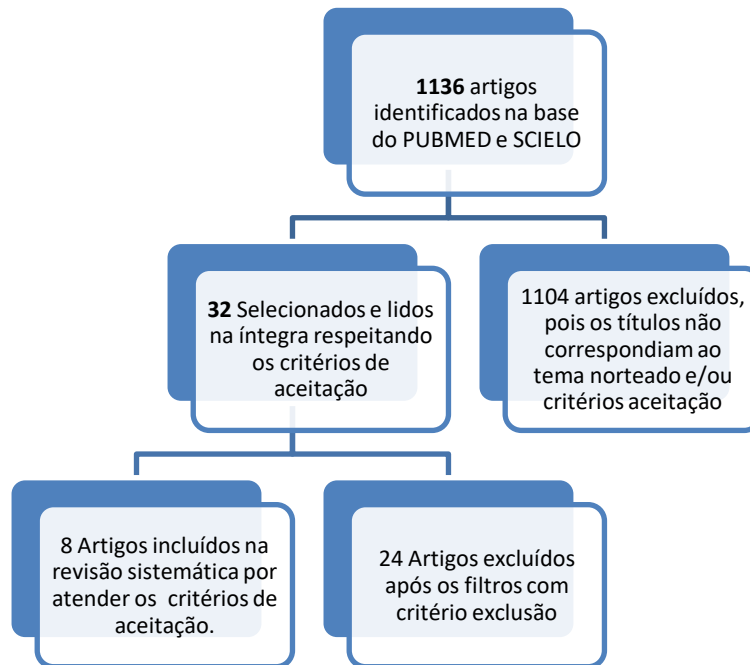 1136 artigos
identificados na base
do PUBMED e SCIELO
32 Selecionados e lidos
na íntegra respeitando
os critérios de
aceitação
1104 artigos excluídos,
pois os títulos não
correspondiam ao
tema norteado e/ou
critérios aceitação
8 Artigos incluídos na
revisão sistemática por
atender os critérios de
aceitação.
24 Artigos excluídos
após os filtros com
critério exclusão